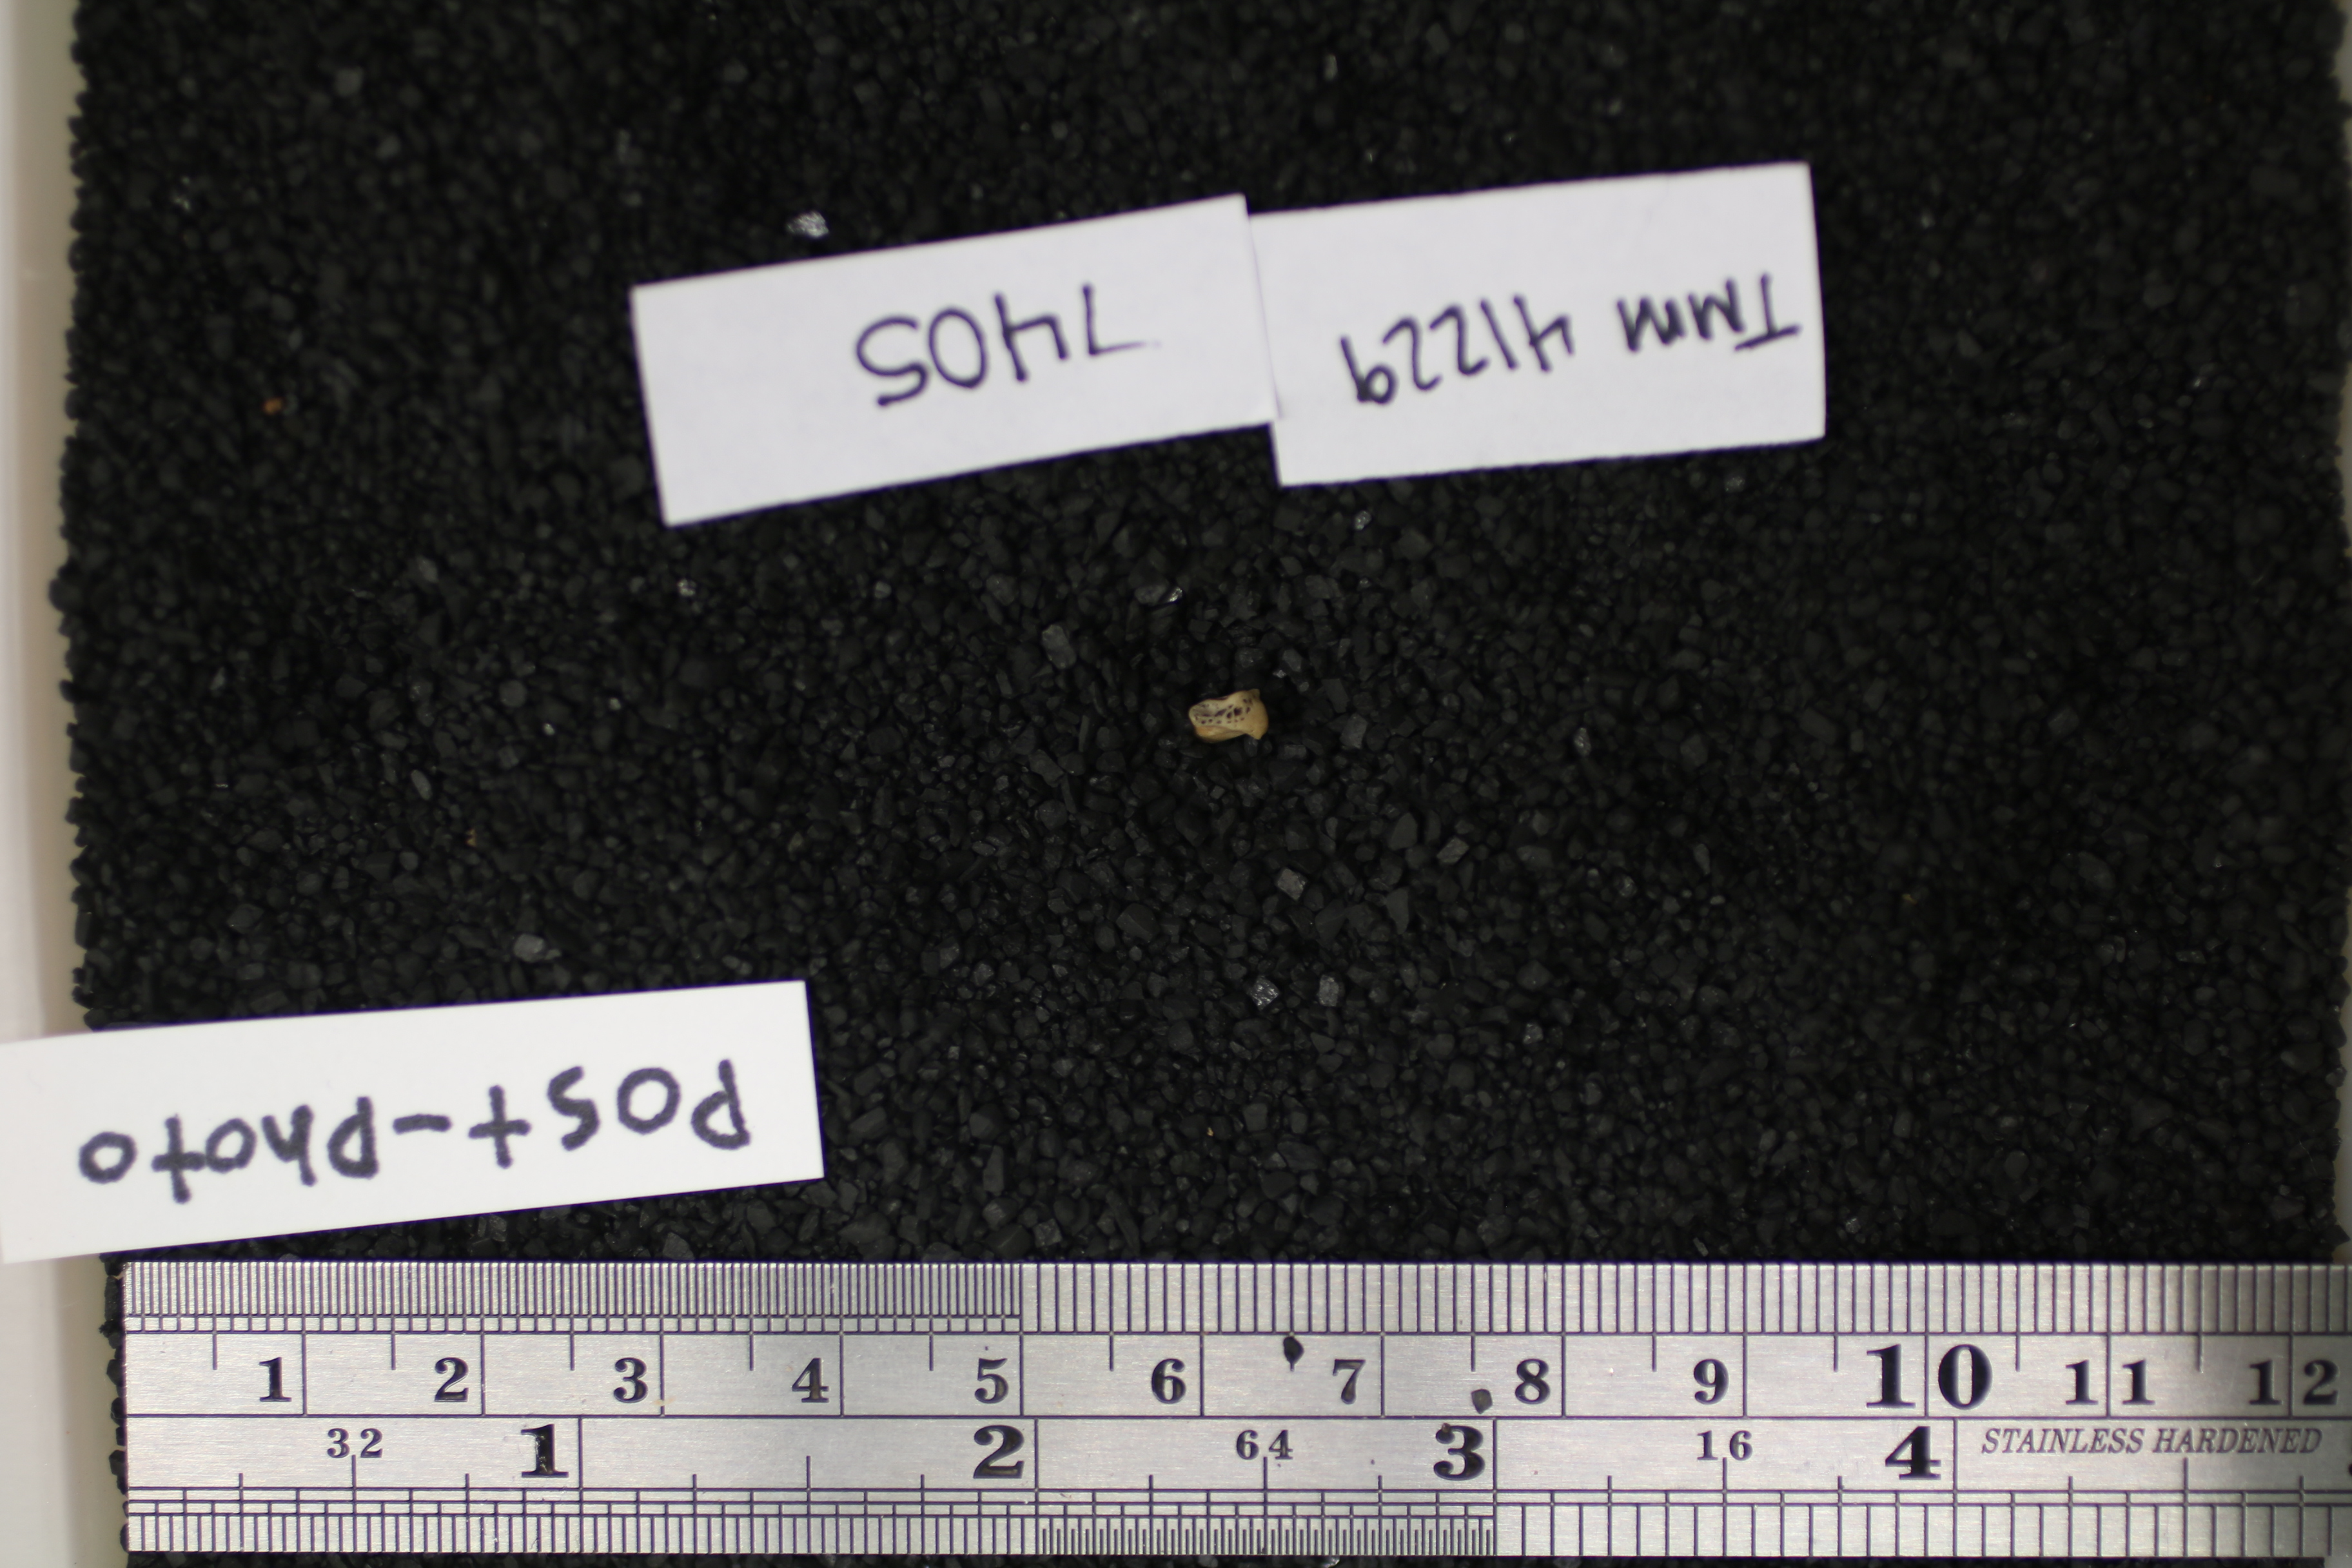 TMM 41229
7405
Post-Photo
1 2 3 4 5 6 7 8 9 10 11 12
32 1 2 64 3 16 4 STAINLESS HARDENED